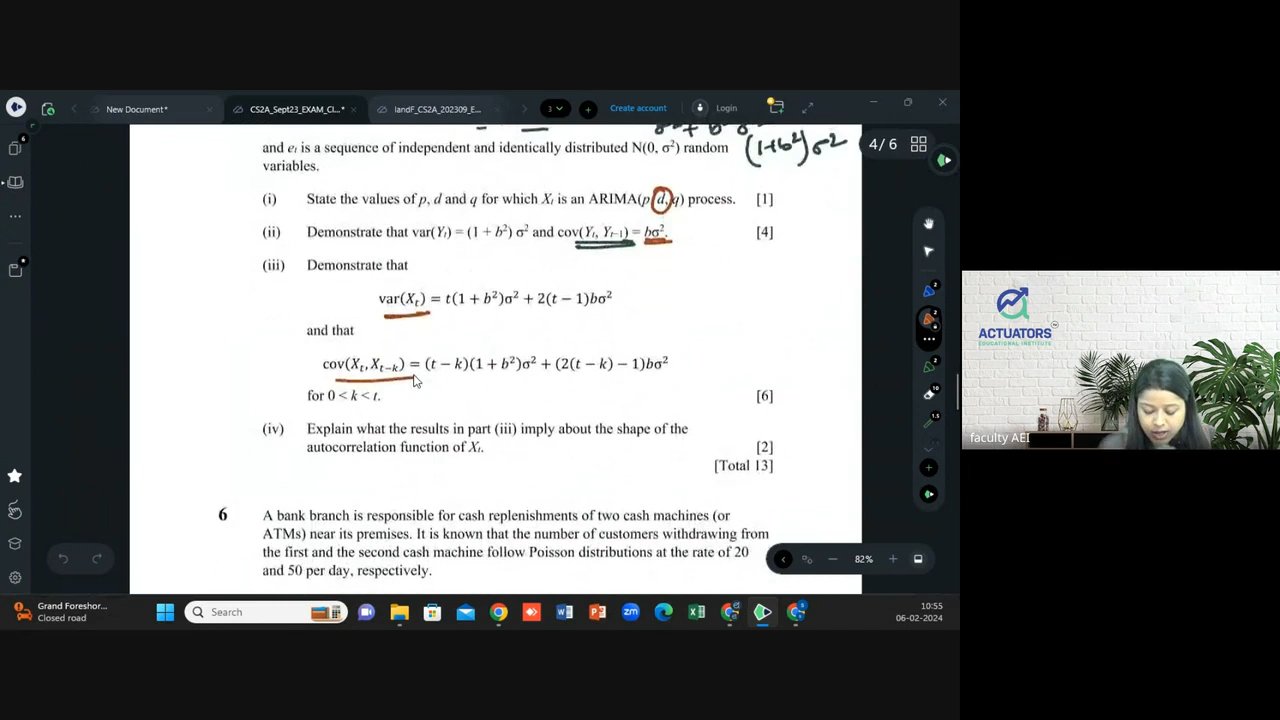 New Document*
CS2A_Sept23_EXAM_Cl...*
IandF_CS2A_202309_E...
3
Create account
Login
(1+b²)σ²
4/6
and eₜ is a sequence of independent and identically distributed N(0, σ²) random
variables.
(i) State the values of p, d and q for which Xₜ is an ARIMA(p, d, q) process. [1]
(ii) Demonstrate that var(Yₜ) = (1 + b²) σ² and cov(Yₜ, Yₜ₋₁) = bσ². [4]
(iii) Demonstrate that
var(Xₜ) = t(1 + b²)σ² + 2(t − 1)bσ²
and that
cov(Xₜ, Xₜ₋ₖ) = (t − k)(1 + b²)σ² + (2(t − k) − 1)bσ²
for 0 < k < t. [6]
(iv) Explain what the results in part (iii) imply about the shape of the
autocorrelation function of Xₜ. [2]
[Total 13]
6 A bank branch is responsible for cash replenishments of two cash machines (or
ATMs) near its premises. It is known that the number of customers withdrawing from
the first and the second cash machine follow Poisson distributions at the rate of 20
and 50 per day, respectively.
82%
ACTUATORS
EDUCATIONAL INSTITUTE
faculty AEI
Grand Foreshor...
Closed road
Search
10:55
06-02-2024